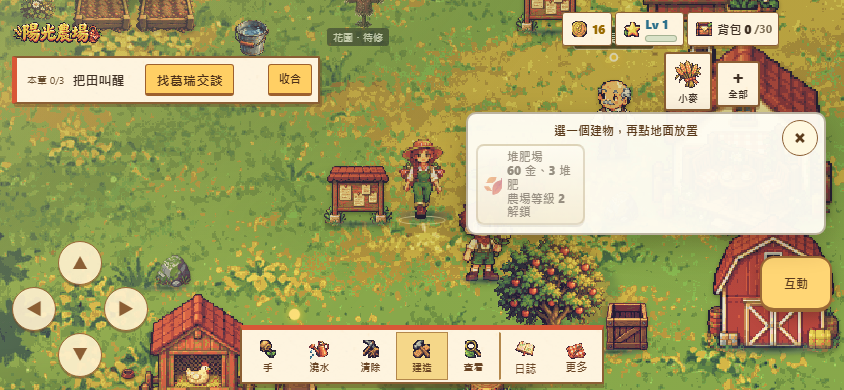 陽光農場
花圃·待修
16
Lv 1
背包 0 /30
本章 0/3 把田叫醒
找葛瑞交談
收合
小麥
+
全部
選一個建物，再點地面放置
×
堆肥場
60 金、3 堆
肥
農場等級 2
解鎖
互動
手
澆水
清除
建造
查看
日誌
更多